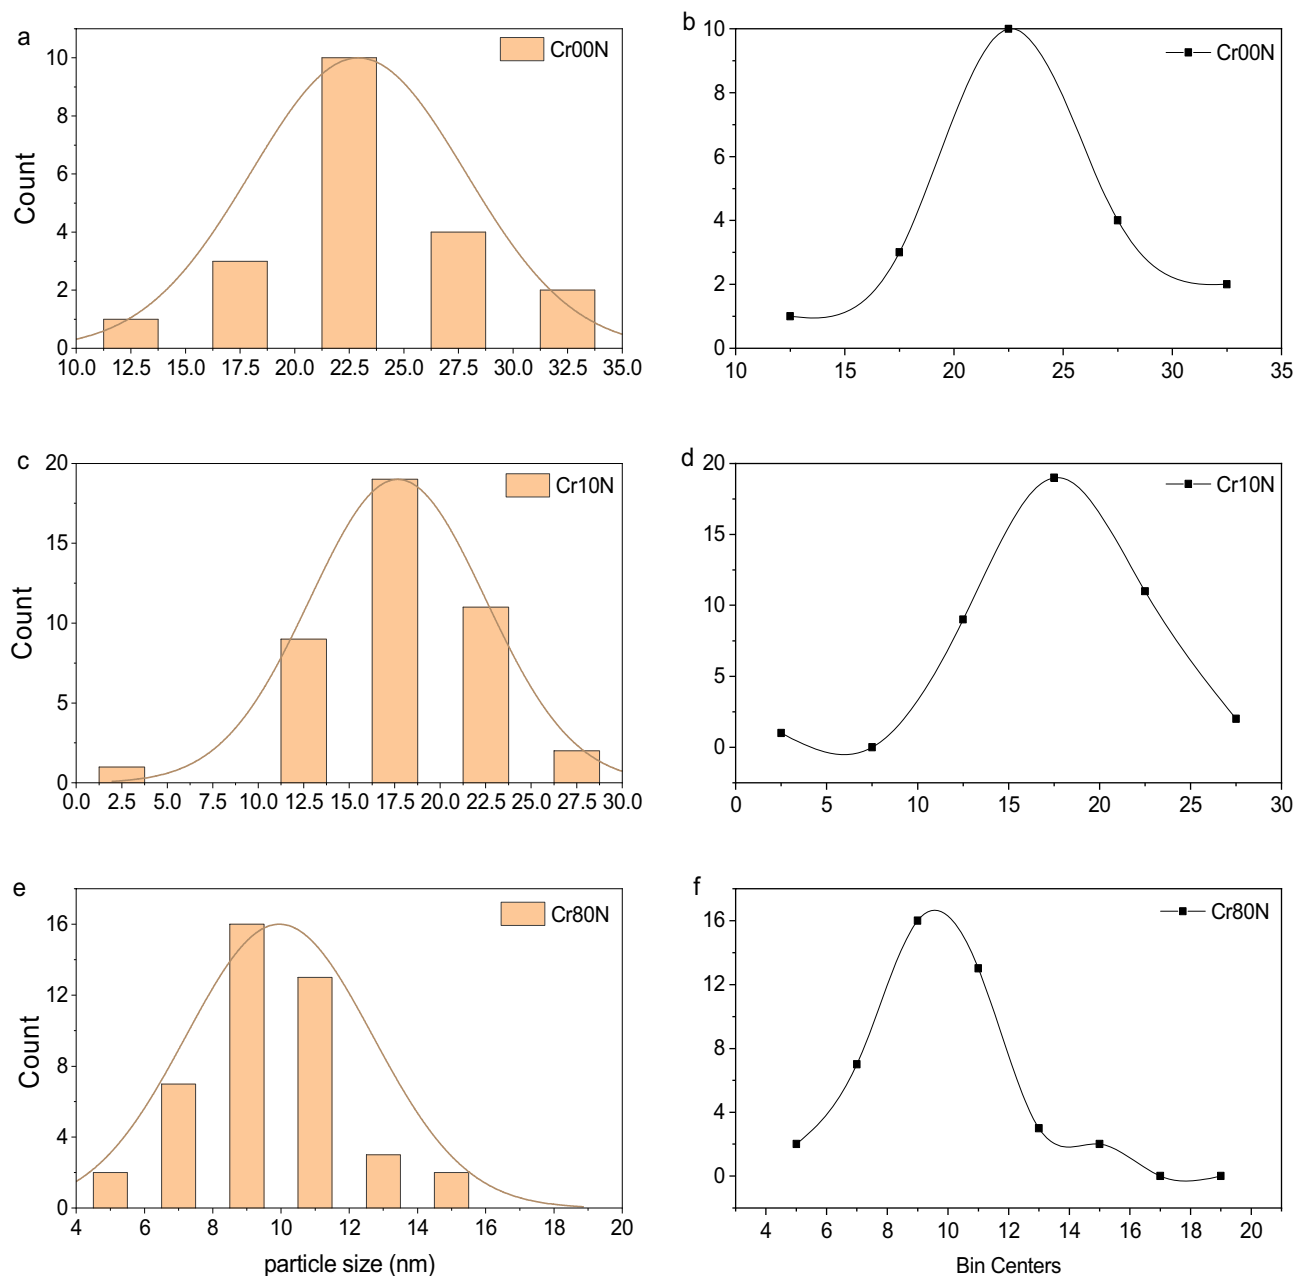 a
Cr00N
Count
10
8
6
4
2
0
10.0 12.5 15.0 17.5 20.0 22.5 25.0 27.5 30.0 32.5 35.0
b
Cr00N
10
8
6
4
2
0
10 15 20 25 30 35
c
Cr10N
Count
20
15
10
5
0
0.0 2.5 5.0 7.5 10.0 12.5 15.0 17.5 20.0 22.5 25.0 27.5 30.0
d
Cr10N
20
15
10
5
0
0 5 10 15 20 25 30
e
Cr80N
Count
16
12
8
4
0
4 6 8 10 12 14 16 18 20
particle size (nm)
f
Cr80N
16
12
8
4
0
4 6 8 10 12 14 16 18 20
Bin Centers